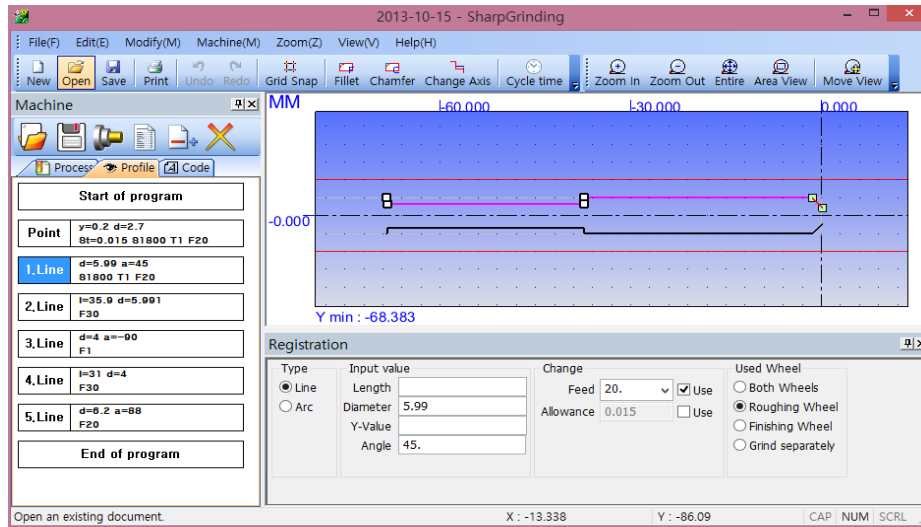 2013-10-15 - SharpGrinding
File(F) Edit(E) Modify(M) Machine(M) Zoom(Z) View(V) Help(H)
New Open Save Print Undo Redo Grid Snap Fillet Chamfer Change Axis Cycle time Zoom In Zoom Out Entire Area View Move View
Machine
Process Profile Code
Start of program
Point y=0.2 d=2.7
St=0.015 S1800 T1 F20
1.Line d=5.99 a=45
S1800 T1 F20
2.Line l=35.9 d=5.991
F30
3.Line d=4 a=-90
F1
4.Line l=31 d=4
F30
5.Line d=6.2 a=88
F20
End of program
MM
-60.000 -30.000 0.000
-0.000
Y min : -68.383
Registration
Type
Line
Arc
Input value
Length
Diameter 5.99
Y-Value
Angle 45.
Change
Feed 20. Use
Allowance 0.015 Use
Used Wheel
Both Wheels
Roughing Wheel
Finishing Wheel
Grind separately
Open an existing document. X : -13.338 Y : -86.09 CAP NUM SCRL